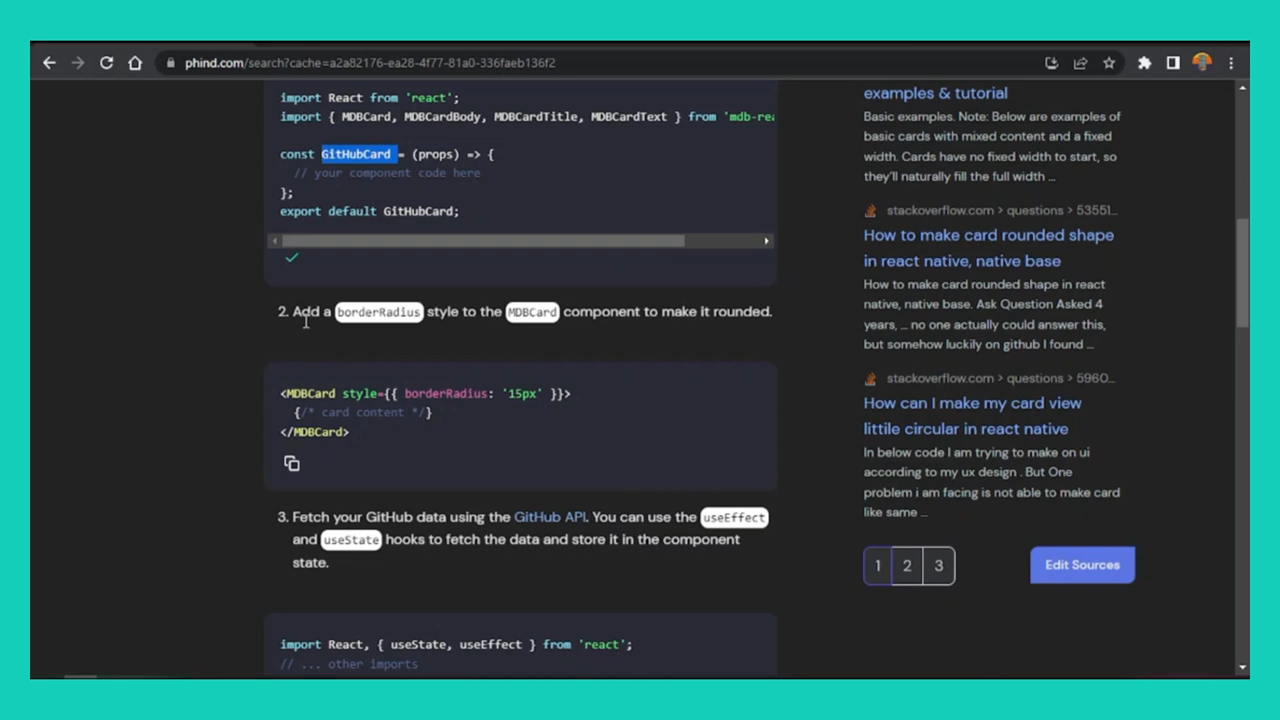 phind.com/search?cache=a2a82176-ea28-4f77-81a0-336faeb136f2
import React from 'react';
import { MDBCard, MDBCardBody, MDBCardTitle, MDBCardText } from 'mdb-rea
const GitHubCard = (props) => {
// your component code here
};
export default GitHubCard;
2. Add a borderRadius style to the MDBCard component to make it rounded.
<MDBCard style={{ borderRadius: '15px' }}>
{/* card content */}
</MDBCard>
3. Fetch your GitHub data using the GitHub API. You can use the useEffect
and useState hooks to fetch the data and store it in the component
state.
import React, { useState, useEffect } from 'react';
// ... other imports
examples & tutorial
Basic examples. Note: Below are examples of
basic cards with mixed content and a fixed
width. Cards have no fixed width to start, so
they'll naturally fill the full width ...
stackoverflow.com > questions > 53551...
How to make card rounded shape
in react native, native base
How to make card rounded shape in react
native, native base. Ask Question Asked 4
years, ... no one actually could answer this,
but somehow luckily on github I found ...
stackoverflow.com > questions > 5960...
How can I make my card view
littile circular in react native
In below code I am trying to make on ui
according to my ux design . But One
problem i am facing is not able to make card
like same ...
1 2 3
Edit Sources